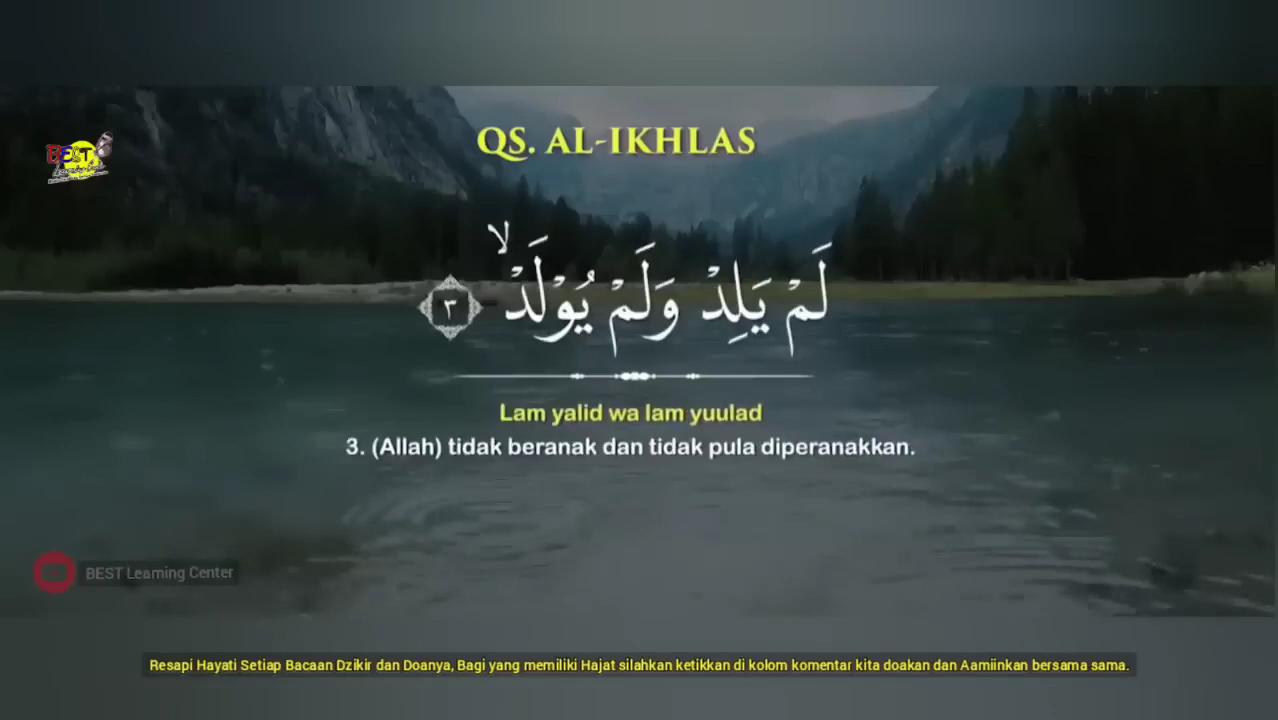 BEST
QS. AL-IKHLAS
لَمْ يَلِدْ وَلَمْ يُوْلَدْۙ ٣
Lam yalid wa lam yuulad
3. (Allah) tidak beranak dan tidak pula diperanakkan.
BEST Learning Center
Resapi Hayati Setiap Bacaan Dzikir dan Doanya, Bagi yang memiliki Hajat silahkan ketikkan di kolom komentar kita doakan dan Aamiinkan bersama sama.